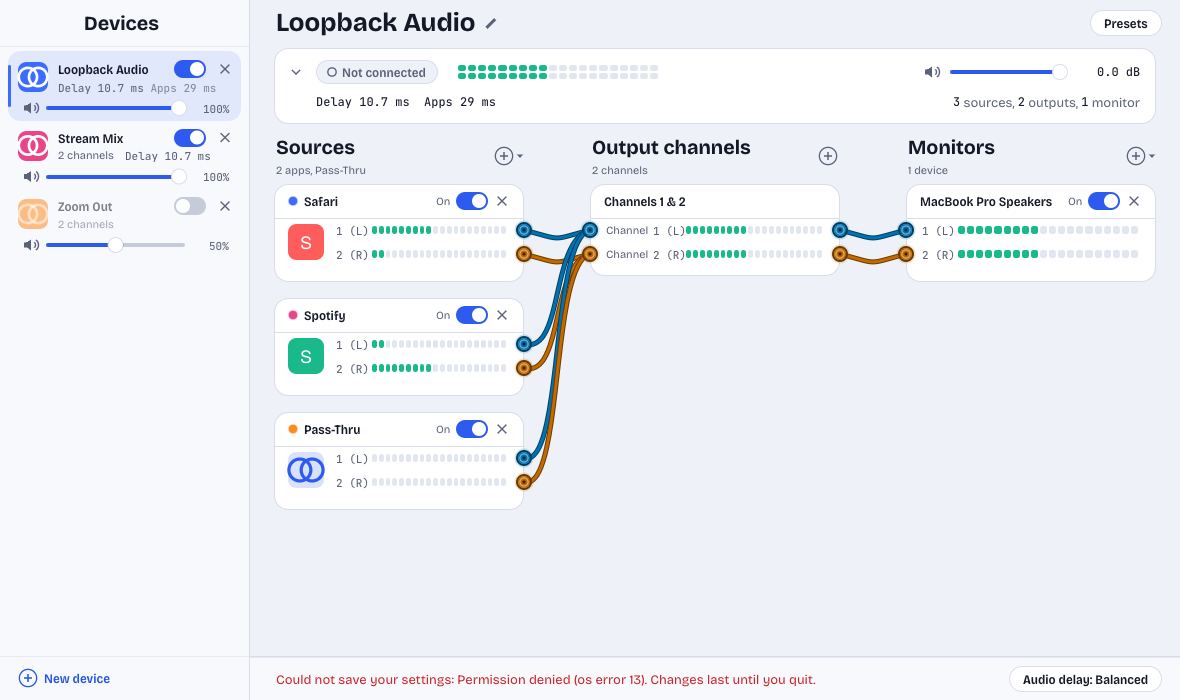 Devices
Loopback Audio
Delay 10.7 ms Apps 29 ms
100%
Stream Mix
2 channels Delay 10.7 ms
100%
Zoom Out
2 channels
50%
New device
Loopback Audio
Presets
Not connected
0.0 dB
Delay 10.7 ms Apps 29 ms
3 sources, 2 outputs, 1 monitor
Sources
2 apps, Pass-Thru
Safari On
S
1 (L)
2 (R)
Spotify On
S
1 (L)
2 (R)
Pass-Thru On
1 (L)
2 (R)
Output channels
2 channels
Channels 1 & 2
Channel 1 (L)
Channel 2 (R)
Monitors
1 device
MacBook Pro Speakers On
1 (L)
2 (R)
Could not save your settings: Permission denied (os error 13). Changes last until you quit.
Audio delay: Balanced